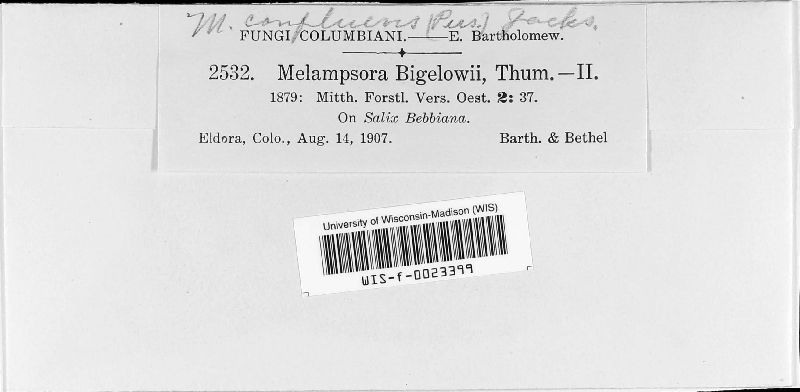 M. confluens (Pers.) Jacks.
FUNGI COLUMBIANI.—E. Bartholomew.
2532. Melampsora Bigelowii, Thum.—II.
1879: Mitth. Forstl. Vers. Oest. 2: 37.
On Salix Bebbiana.
Eldora, Colo., Aug. 14, 1907. Barth. & Bethel
University of Wisconsin-Madison (WIS)
WIS-f-0023399